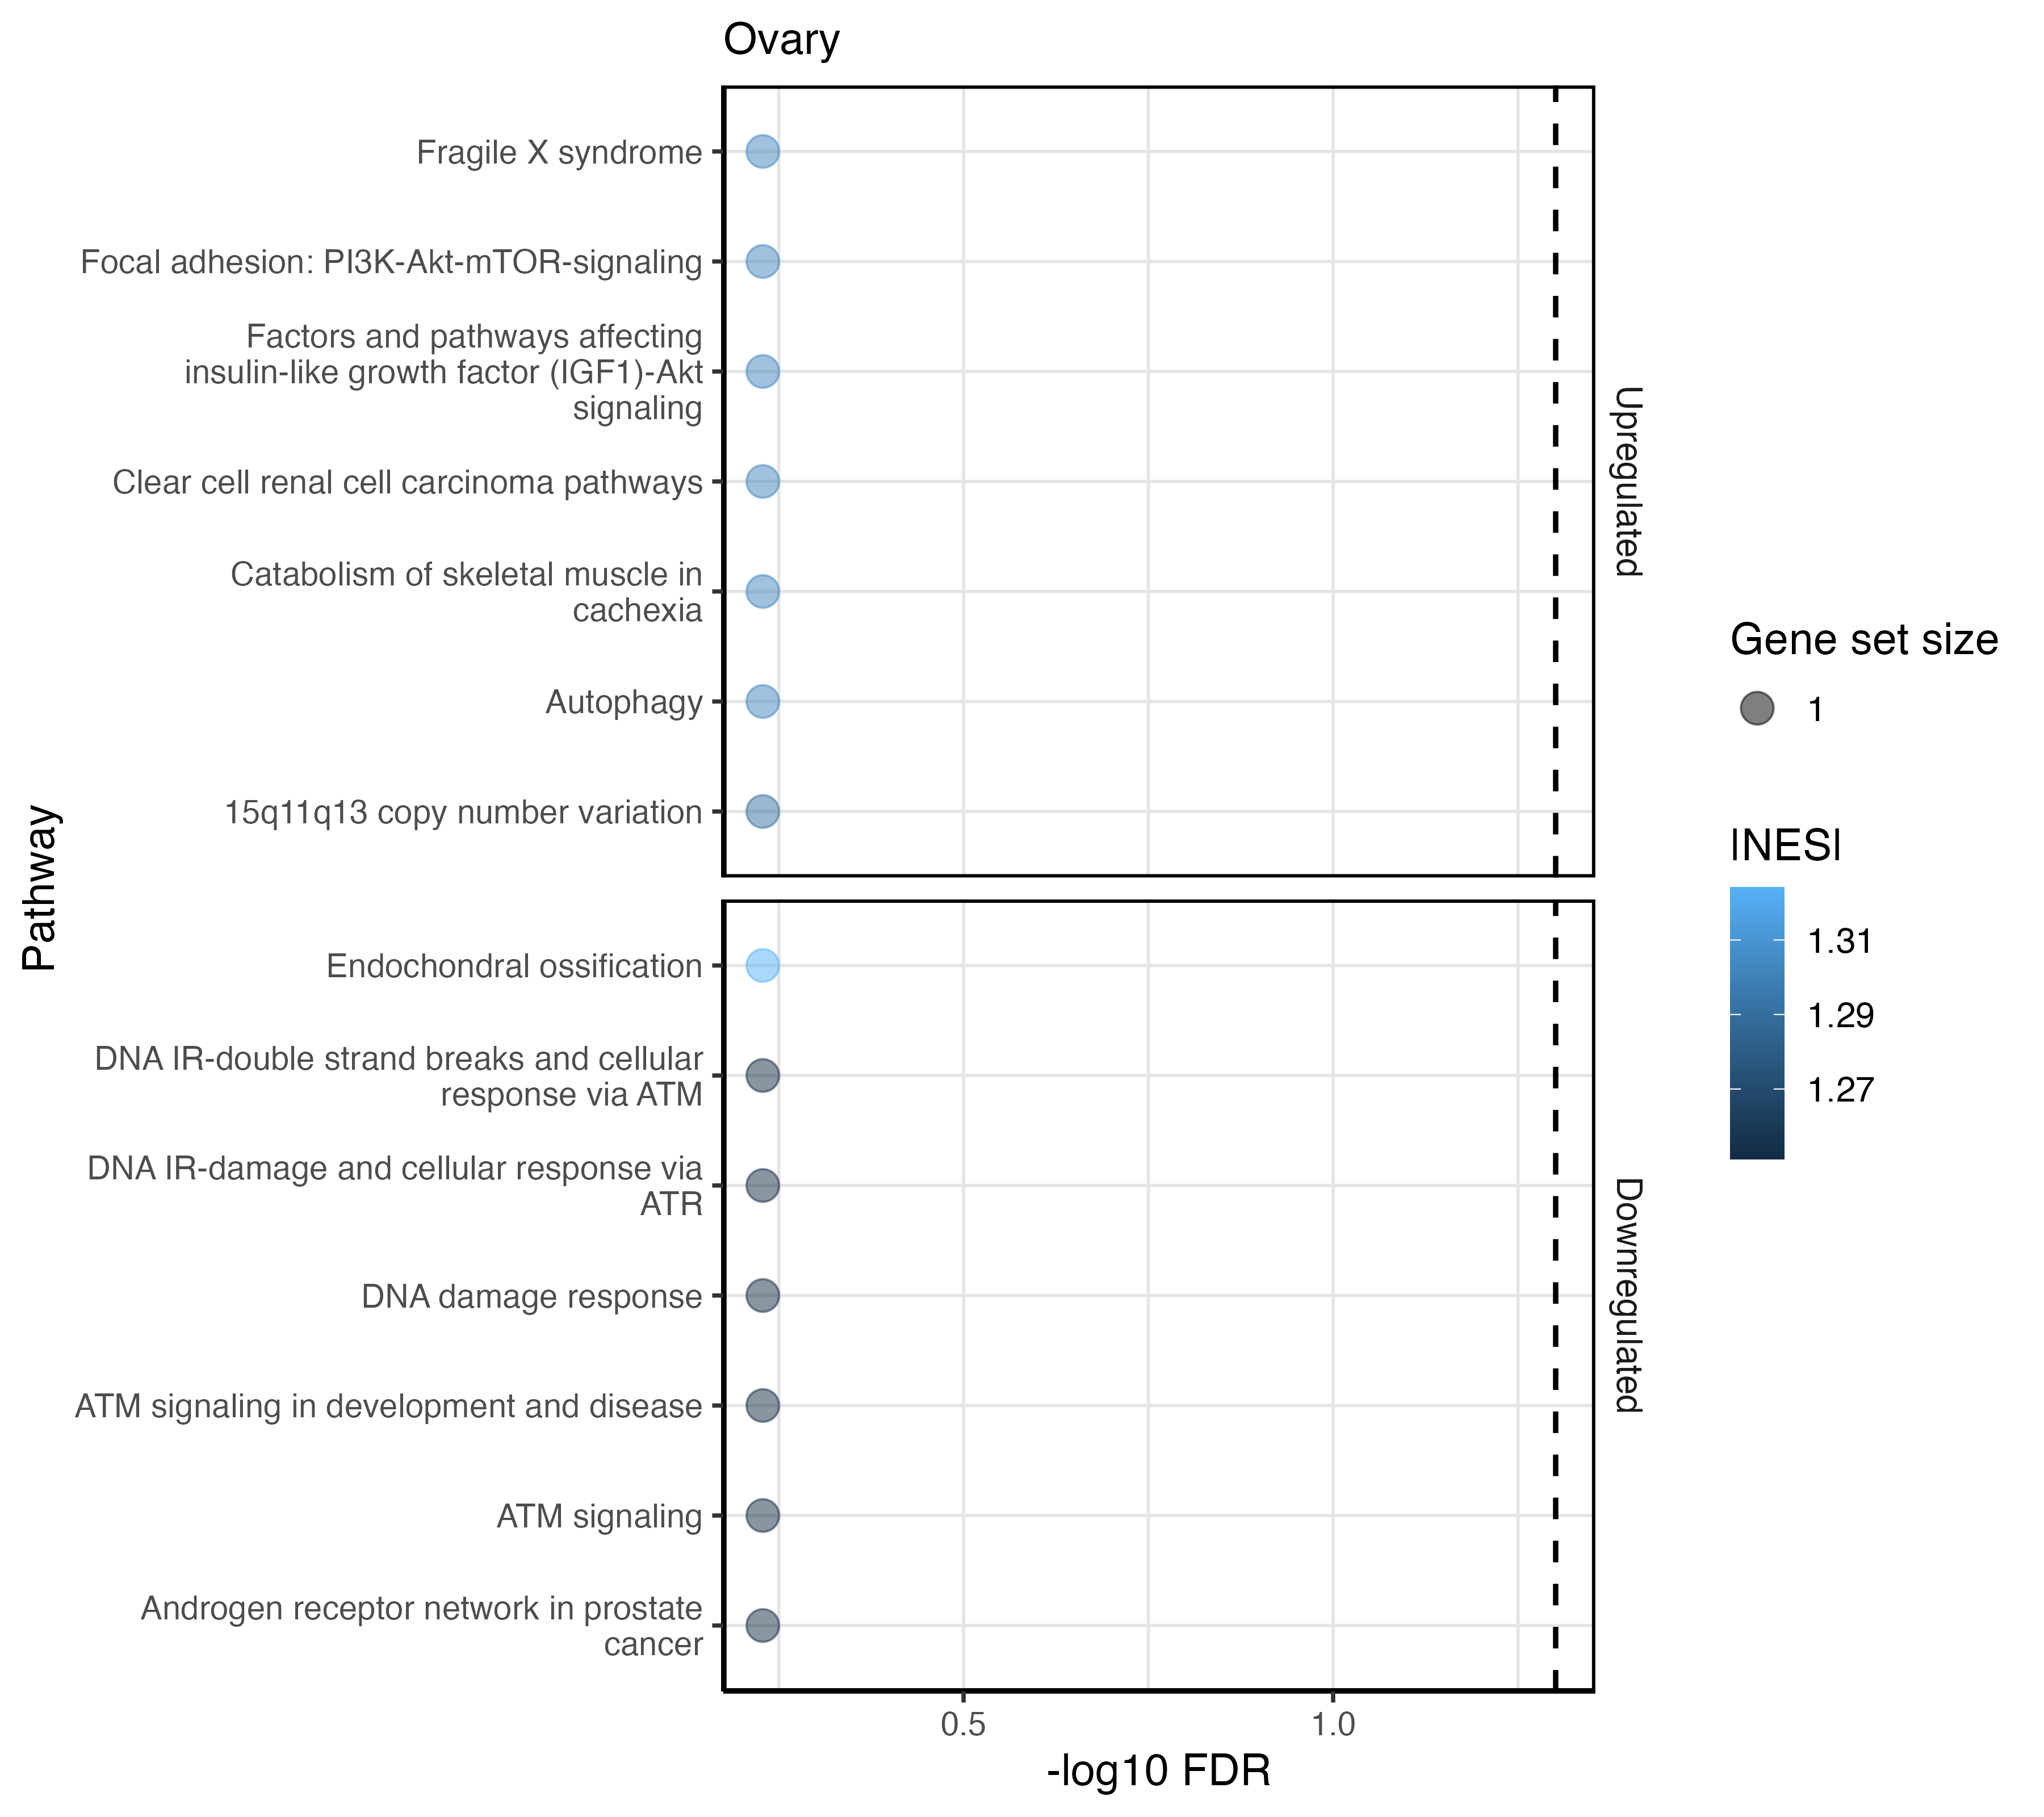 Ovary
Fragile X syndrome
Focal adhesion: PI3K-Akt-mTOR-signaling
Factors and pathways affecting
insulin-like growth factor (IGF1)-Akt
signaling
Clear cell renal cell carcinoma pathways
Catabolism of skeletal muscle in
cachexia
Autophagy
15q11q13 copy number variation
Upregulated
Pathway
Endochondral ossification
DNA IR-double strand breaks and cellular
response via ATM
DNA IR-damage and cellular response via
ATR
DNA damage response
ATM signaling in development and disease
ATM signaling
Androgen receptor network in prostate
cancer
Downregulated
0.5
1.0
-log10 FDR
Gene set size
1
|NES|
1.31
1.29
1.27